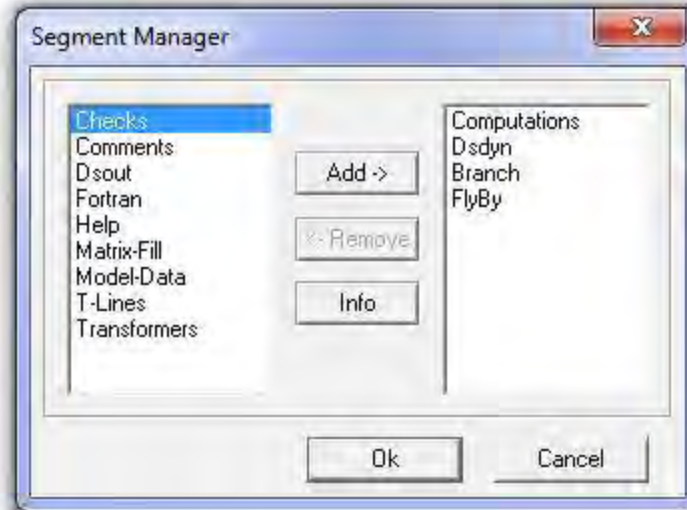 Segment Manager
Checks
Comments
Dsout
Fortran
Help
Matrix-Fill
Model-Data
T-Lines
Transformers
Add ->
<- Remove
Info
Computations
Dsdyn
Branch
FlyBy
Ok
Cancel